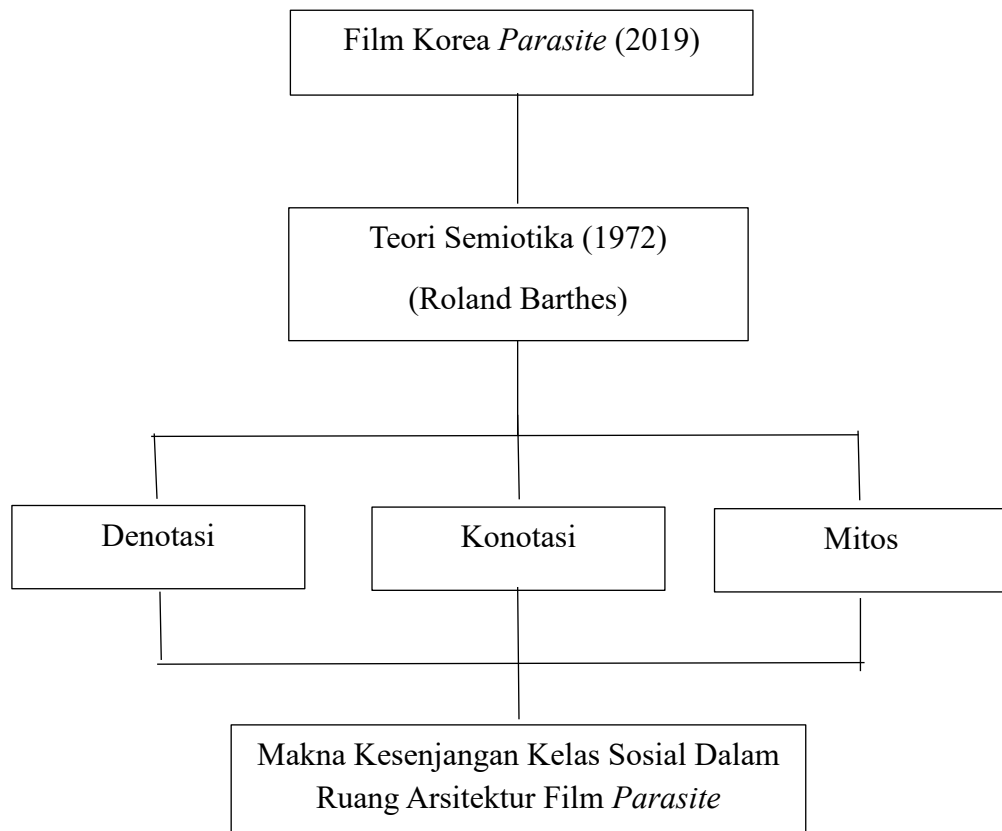 Film Korea Parasite (2019)
Teori Semiotika (1972)
(Roland Barthes)
Denotasi
Konotasi
Mitos
Makna Kesenjangan Kelas Sosial Dalam
Ruang Arsitektur Film Parasite